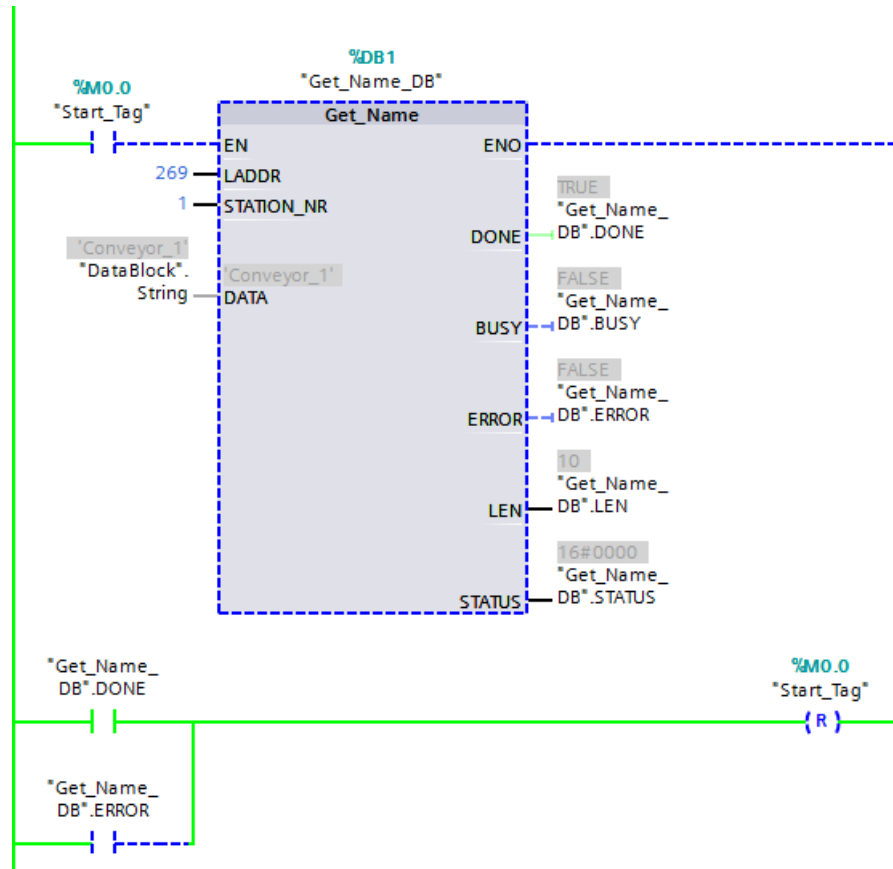 %DB1
"Get_Name_DB"
%M0.0
"Start_Tag"
Get_Name
EN
ENO
269
LADDR
1
STATION_NR
TRUE
"Get_Name_
DB".DONE
DONE
'Conveyor_1'
"DataBlock".
String
'Conveyor_1'
DATA
FALSE
"Get_Name_
DB".BUSY
BUSY
FALSE
"Get_Name_
DB".ERROR
ERROR
10
"Get_Name_
DB".LEN
LEN
16#0000
"Get_Name_
DB".STATUS
STATUS
"Get_Name_
DB".DONE
%M0.0
"Start_Tag"
R
"Get_Name_
DB".ERROR